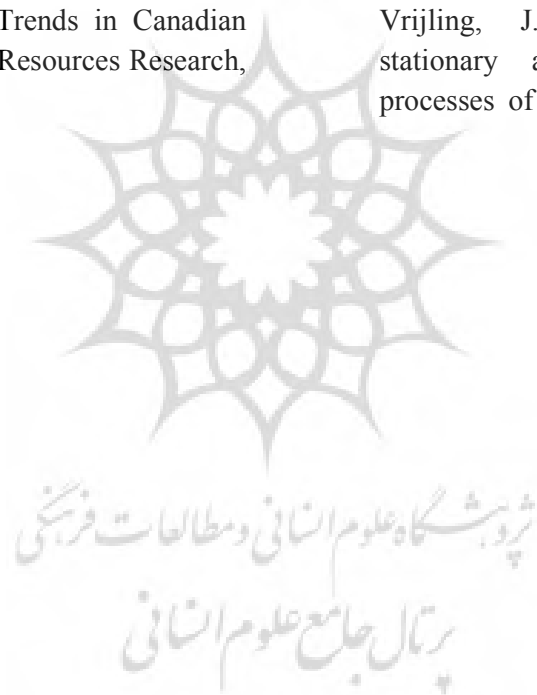 Trends in Canadian
Resources Research,
Vrijling, J.
stationary a
processes of
پژوهشگاه علوم انسانی و مطالعات فرهنگی
پرتال جامع علوم انسانی